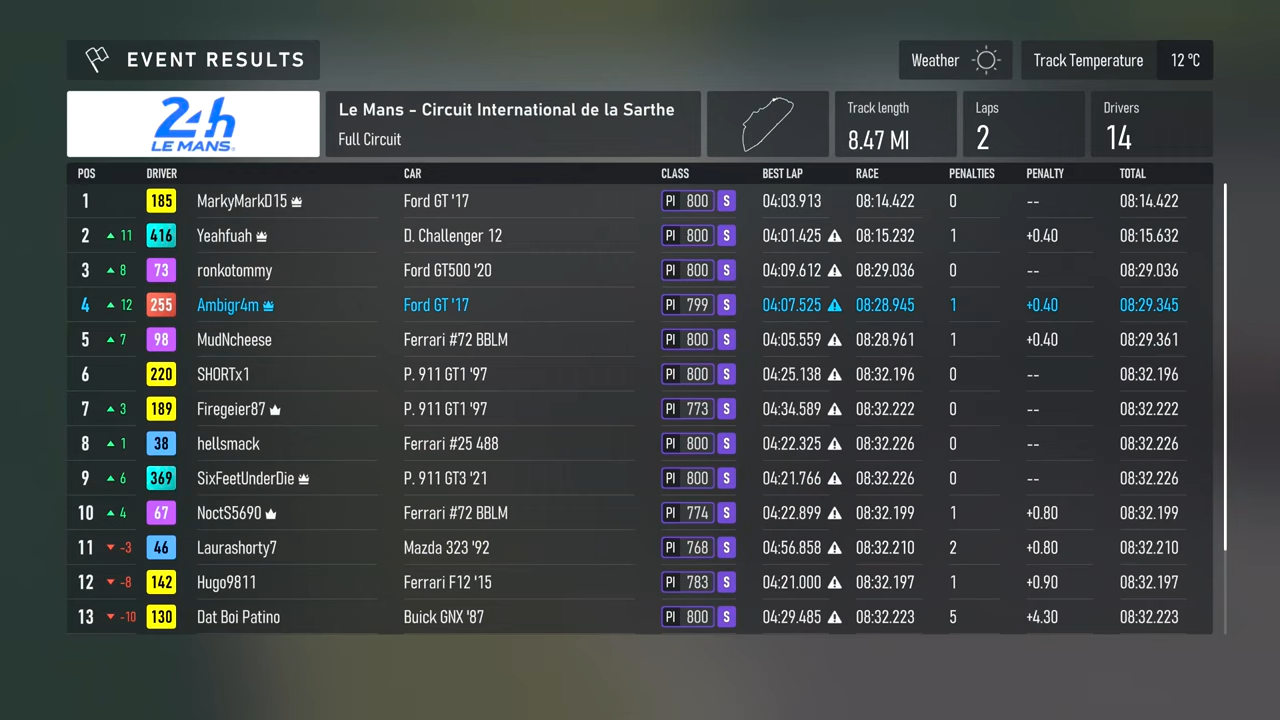 EVENT RESULTS
Weather Track Temperature 12 ºC
24h LE MANS
Le Mans - Circuit International de la Sarthe
Full Circuit
Track length 8.47 MI
Laps 2
Drivers 14
POS DRIVER CAR CLASS BEST LAP RACE PENALTIES PENALTY TOTAL
1 185 MarkyMarkD15 Ford GT '17 PI 800 S 04:03.913 08:14.422 0 -- 08:14.422
2 11 416 Yeahfuah D. Challenger 12 PI 800 S 04:01.425 08:15.232 1 +0.40 08:15.632
3 8 73 ronkotommy Ford GT500 '20 PI 800 S 04:09.612 08:29.036 0 -- 08:29.036
4 12 255 Ambigr4m Ford GT '17 PI 799 S 04:07.525 08:28.945 1 +0.40 08:29.345
5 7 98 MudNcheese Ferrari #72 BBLM PI 800 S 04:05.559 08:28.961 1 +0.40 08:29.361
6 220 SHORTx1 P. 911 GT1 '97 PI 800 S 04:25.138 08:32.196 0 -- 08:32.196
7 3 189 Firegeier87 P. 911 GT1 '97 PI 773 S 04:34.589 08:32.222 0 -- 08:32.222
8 1 38 hellsmack Ferrari #25 488 PI 800 S 04:22.325 08:32.226 0 -- 08:32.226
9 6 369 SixFeetUnderDie P. 911 GT3 '21 PI 800 S 04:21.766 08:32.226 0 -- 08:32.226
10 4 67 NoctS5690 Ferrari #72 BBLM PI 774 S 04:22.899 08:32.199 1 +0.80 08:32.199
11 -3 46 Laurashorty7 Mazda 323 '92 PI 768 S 04:56.858 08:32.210 2 +0.80 08:32.210
12 -8 142 Hugo9811 Ferrari F12 '15 PI 783 S 04:21.000 08:32.197 1 +0.90 08:32.197
13 -10 130 Dat Boi Patino Buick GNX '87 PI 800 S 04:29.485 08:32.223 5 +4.30 08:32.223